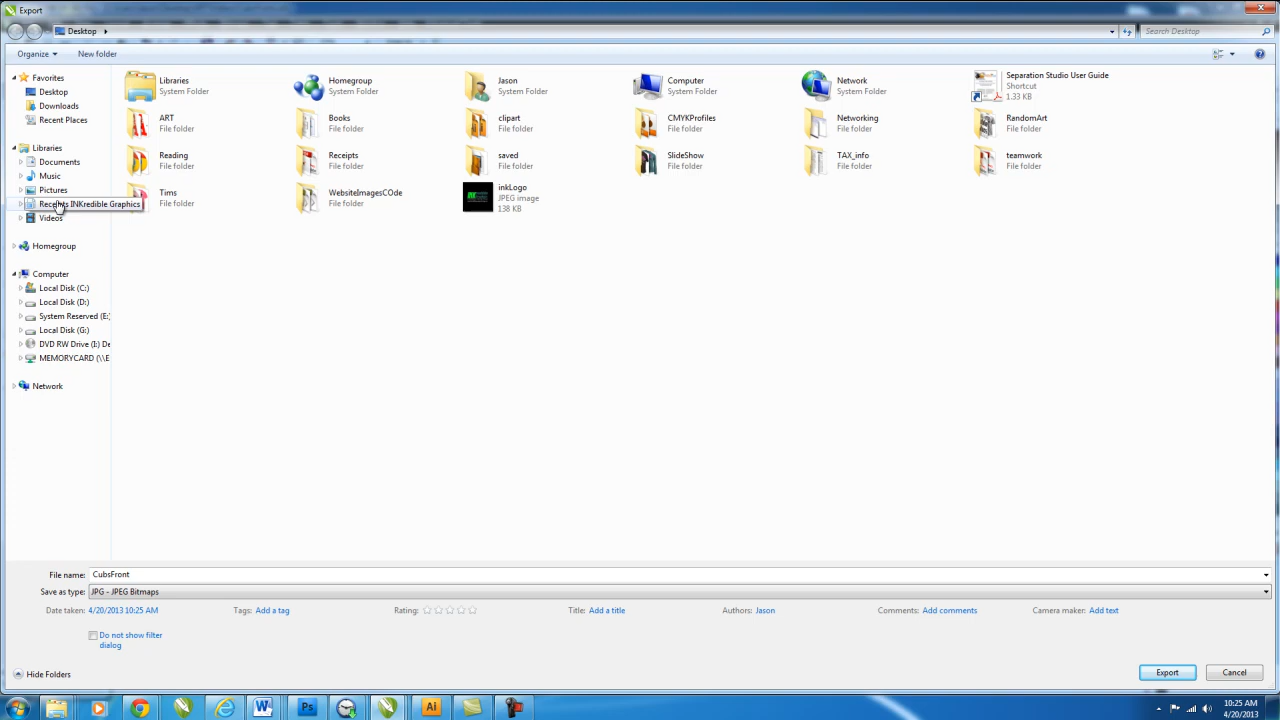 Export
Desktop
Search Desktop
Organize
New folder
Favorites
Desktop
Downloads
Recent Places
Libraries
Documents
Music
Pictures
Receipts INKredible Graphics
Videos
Homegroup
Computer
Local Disk (C:)
Local Disk (D:)
System Reserved (E:)
Local Disk (G:)
DVD RW Drive (I:) De
MEMORYCARD (\\E
Network
Libraries
System Folder
Homegroup
System Folder
Jason
System Folder
Computer
System Folder
Network
System Folder
Separation Studio User Guide
Shortcut
1.33 KB
ART
File folder
Books
File folder
clipart
File folder
CMYKProfiles
File folder
Networking
File folder
RandomArt
File folder
Reading
File folder
Receipts
File folder
saved
File folder
SlideShow
File folder
TAX_info
File folder
teamwork
File folder
Tims
File folder
WebsiteImagesCOde
File folder
inkLogo
JPEG image
138 KB
File name: CubsFront
Save as type: JPG - JPEG Bitmaps
Date taken: 4/20/2013 10:25 AM Tags: Add a tag Rating: Title: Add a title Authors: Jason Comments: Add comments Camera maker: Add text
Do not show filter
dialog
Hide Folders
Export
Cancel
W
Ps
Ai
10:25 AM
4/20/2013